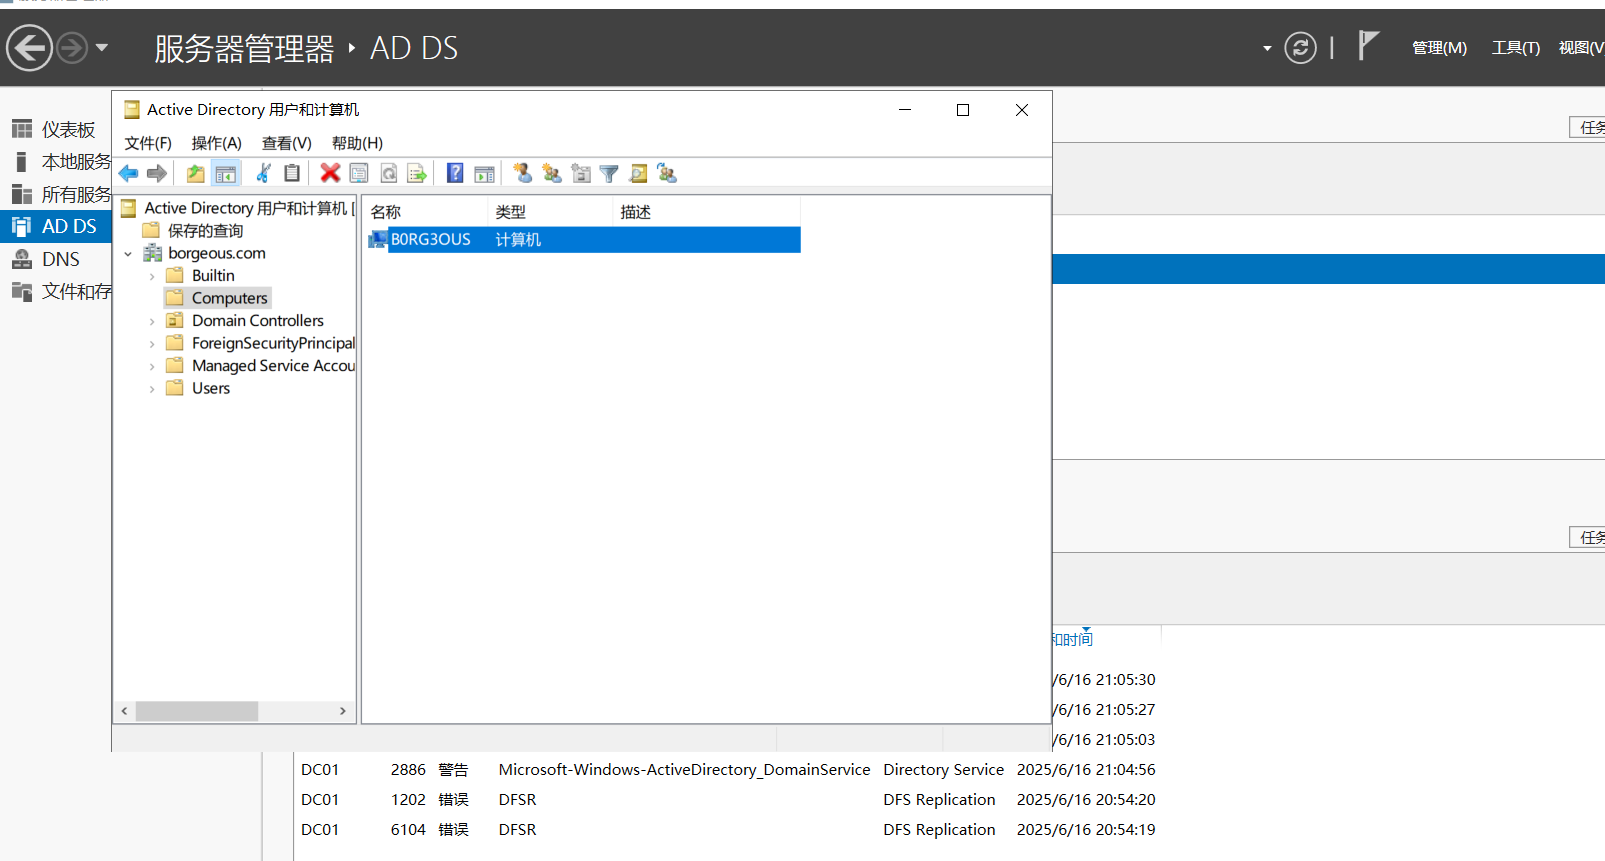 服务器管理器 ‣ AD DS
管理(M) 工具(T) 视图(V
仪表板
本地服务
所有服务
AD DS
DNS
文件和存
Active Directory 用户和计算机
文件(F) 操作(A) 查看(V) 帮助(H)
Active Directory 用户和计算机 [
保存的查询
borgeous.com
Builtin
Computers
Domain Controllers
ForeignSecurityPrincipal
Managed Service Accou
Users
名称 类型 描述
B0RG3OUS 计算机
任务
任务
和时间
/6/16 21:05:30
/6/16 21:05:27
/6/16 21:05:03
DC01 2886 警告 Microsoft-Windows-ActiveDirectory_DomainService Directory Service 2025/6/16 21:04:56
DC01 1202 错误 DFSR DFS Replication 2025/6/16 20:54:20
DC01 6104 错误 DFSR DFS Replication 2025/6/16 20:54:19